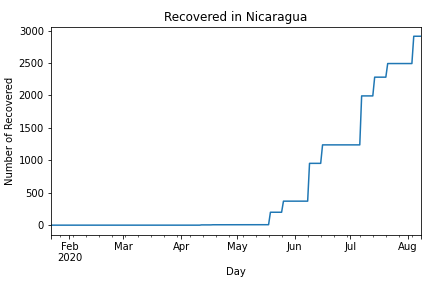 Recovered in Nicaragua
Number of Recovered
3000
2500
2000
1500
1000
500
0
Feb
2020
Mar
Apr
May
Jun
Jul
Aug
Day